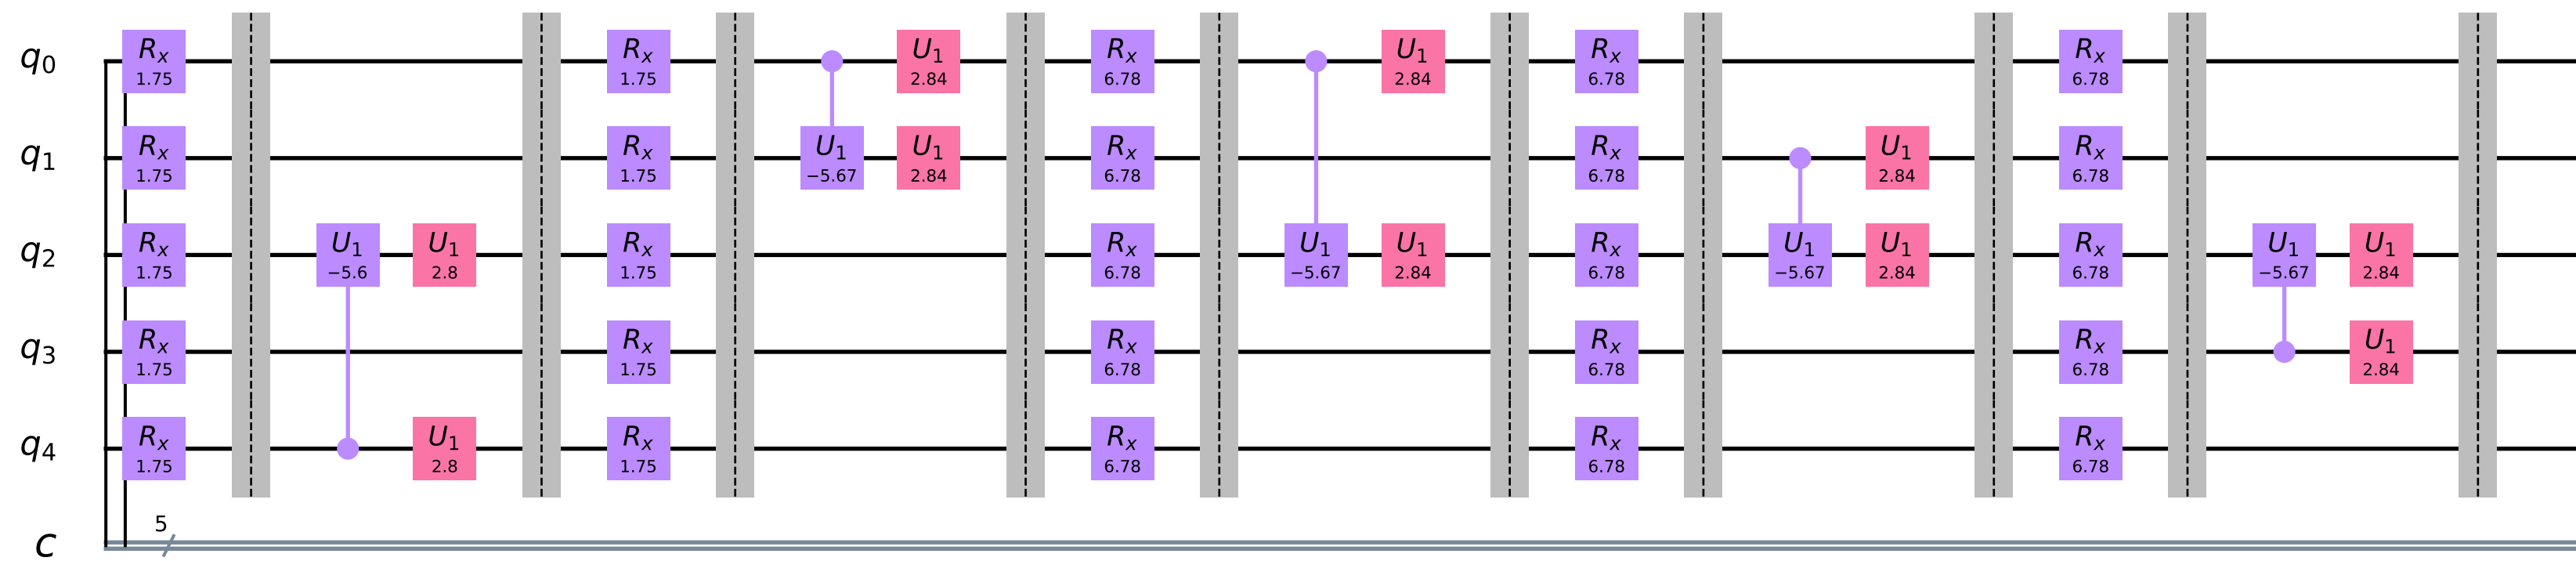 q0 Rx Rx U1 Rx U1 Rx Rx
1.75 1.75 2.84 6.78 2.84 6.78 6.78
q1 Rx Rx U1 U1 Rx Rx U1 Rx
1.75 1.75 −5.67 2.84 6.78 6.78 2.84 6.78
q2 Rx U1 U1 Rx Rx U1 U1 Rx U1 U1 Rx U1 U1
1.75 −5.6 2.8 1.75 6.78 −5.67 2.84 6.78 −5.67 2.84 6.78 −5.67 2.84
q3 Rx Rx Rx Rx Rx U1
1.75 1.75 6.78 6.78 6.78 2.84
q4 Rx U1 Rx Rx Rx Rx
1.75 2.8 1.75 6.78 6.78 6.78
5
c